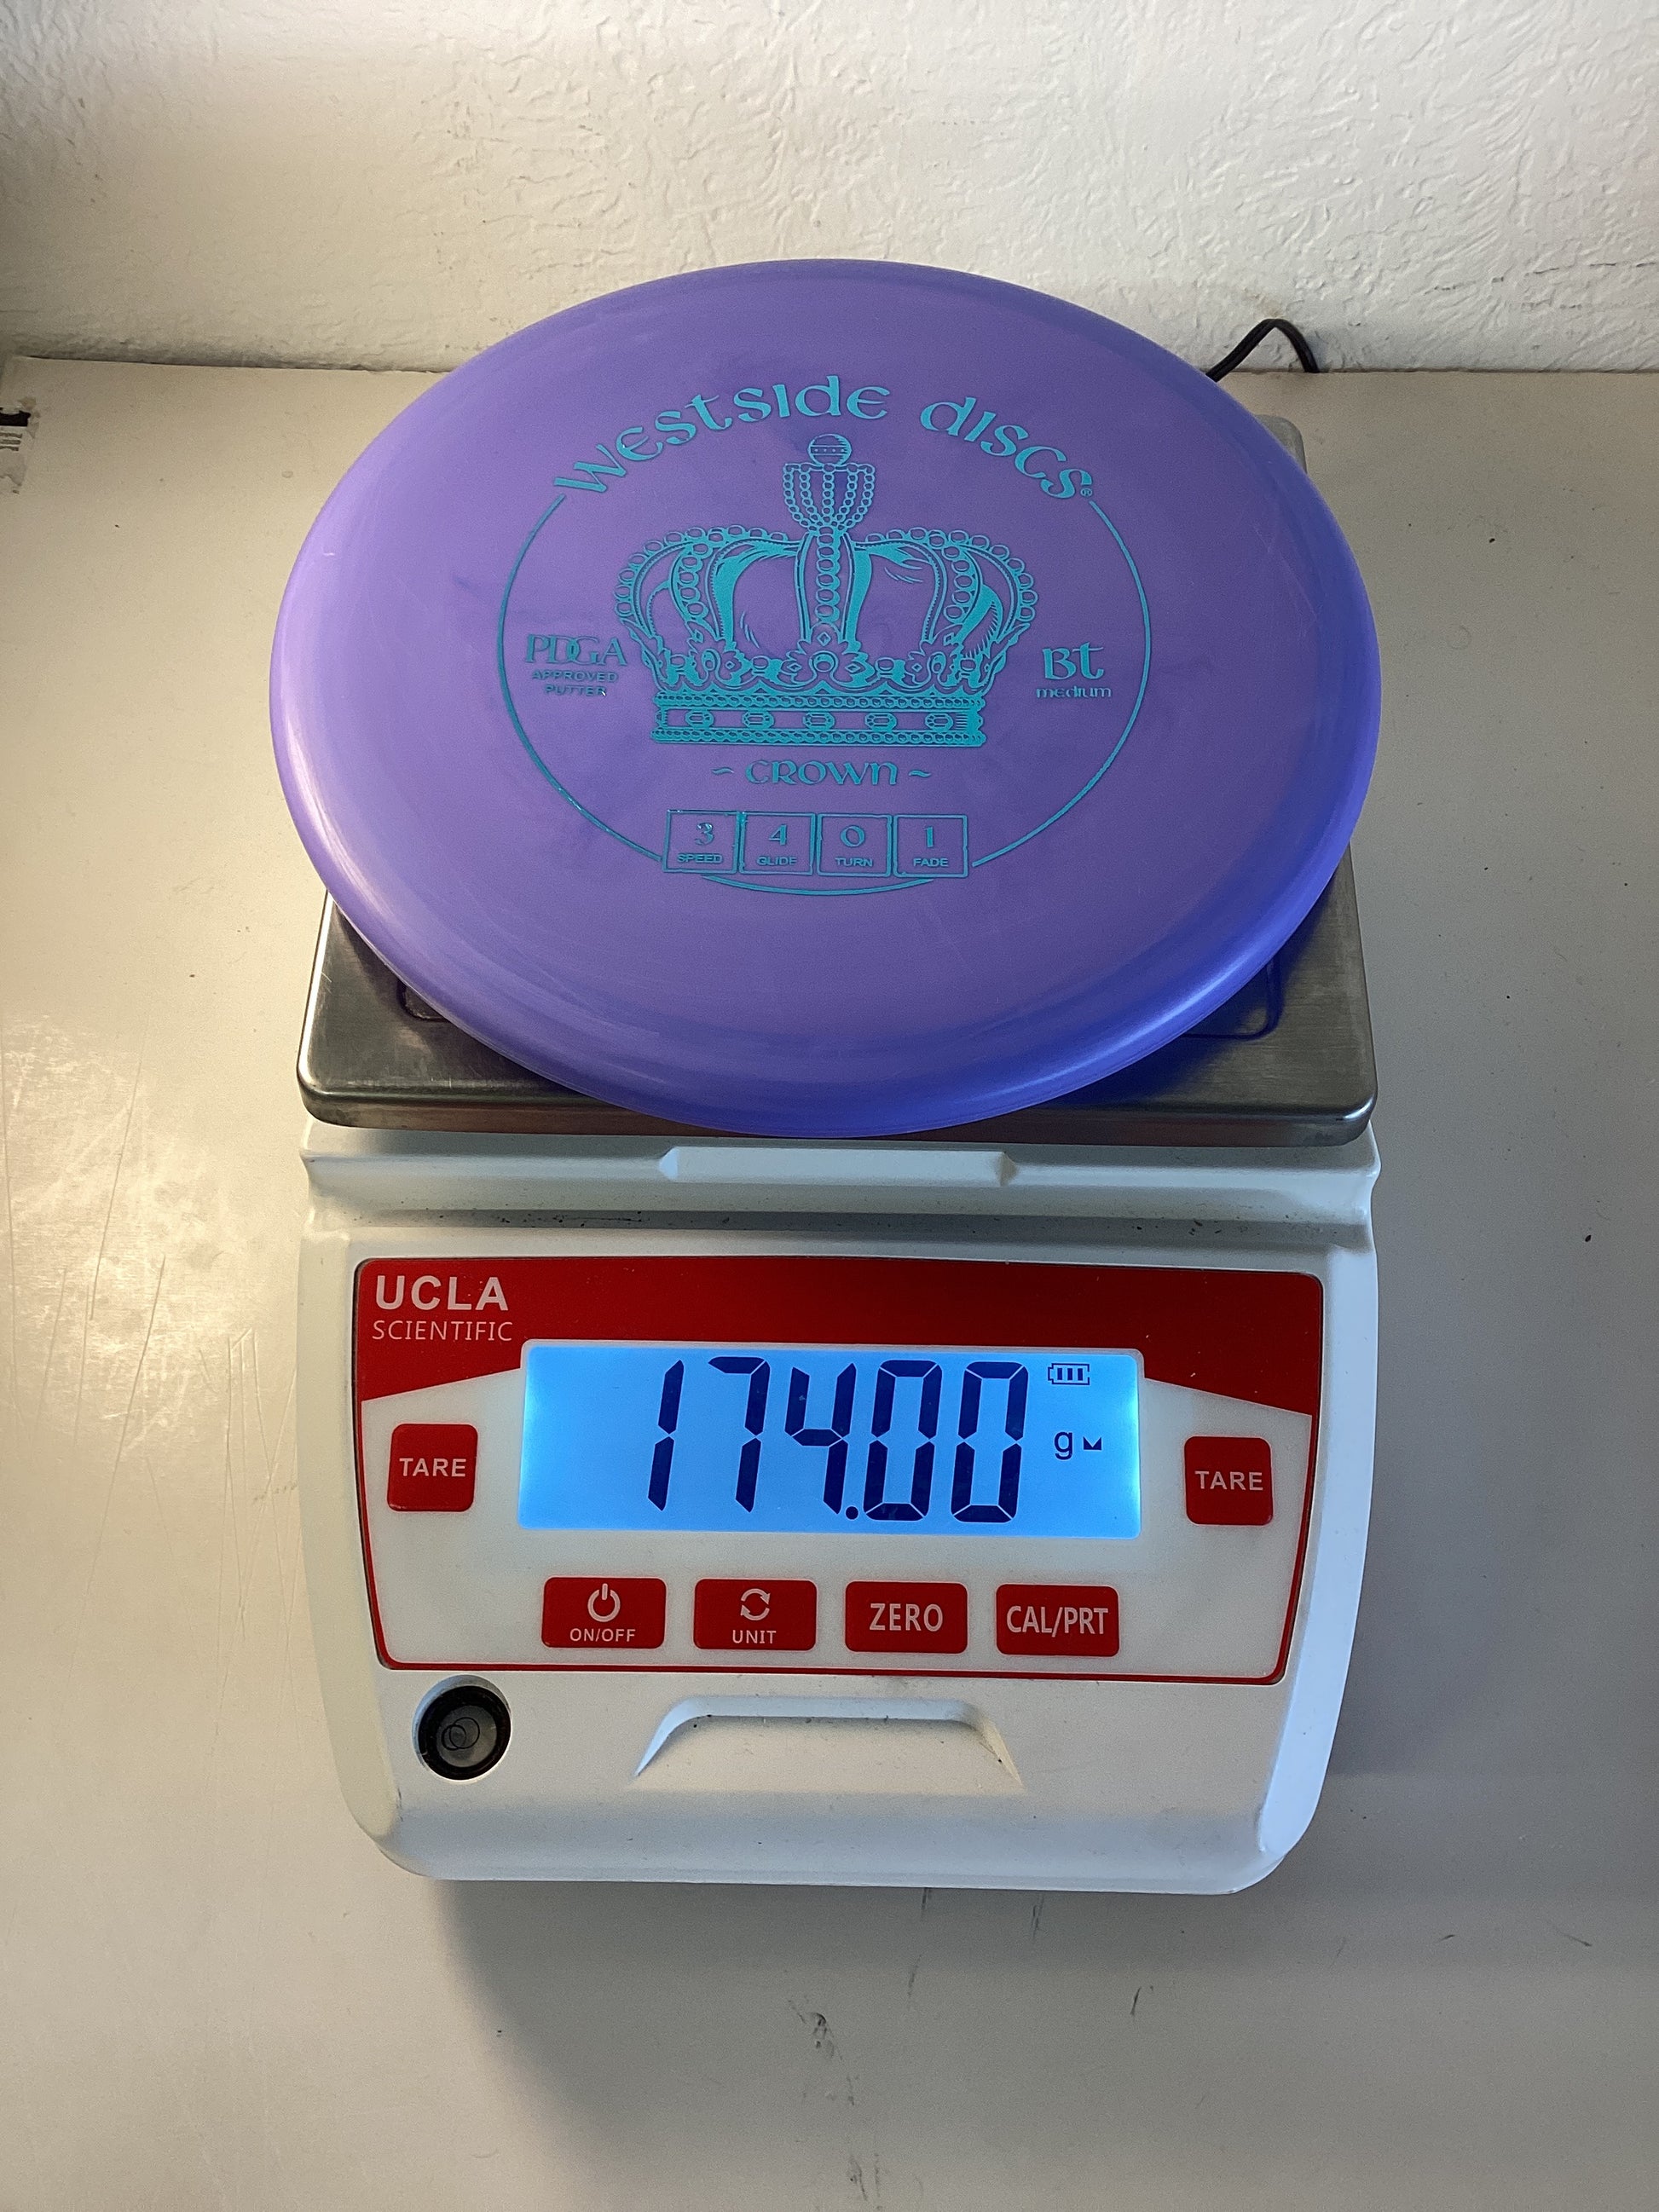 Westside Discs®
PDGA
APPROVED
PUTTER
BT
medium
~ CROWN ~
3 4 0 1
SPEED GLIDE TURN FADE
UCLA
SCIENTIFIC
174.00 g
TARE
TARE
ON/OFF
UNIT
ZERO
CAL/PRT